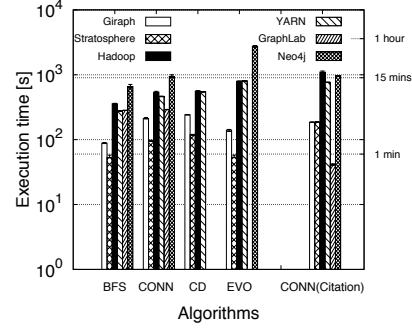 10^4
Giraph
Stratosphere
Hadoop
YARN
GraphLab
Neo4j
1 hour
10^3
15 mins
10^2
1 min
10^1
10^0
Execution time [s]
BFS CONN CD EVO CONN(Citation)
Algorithms